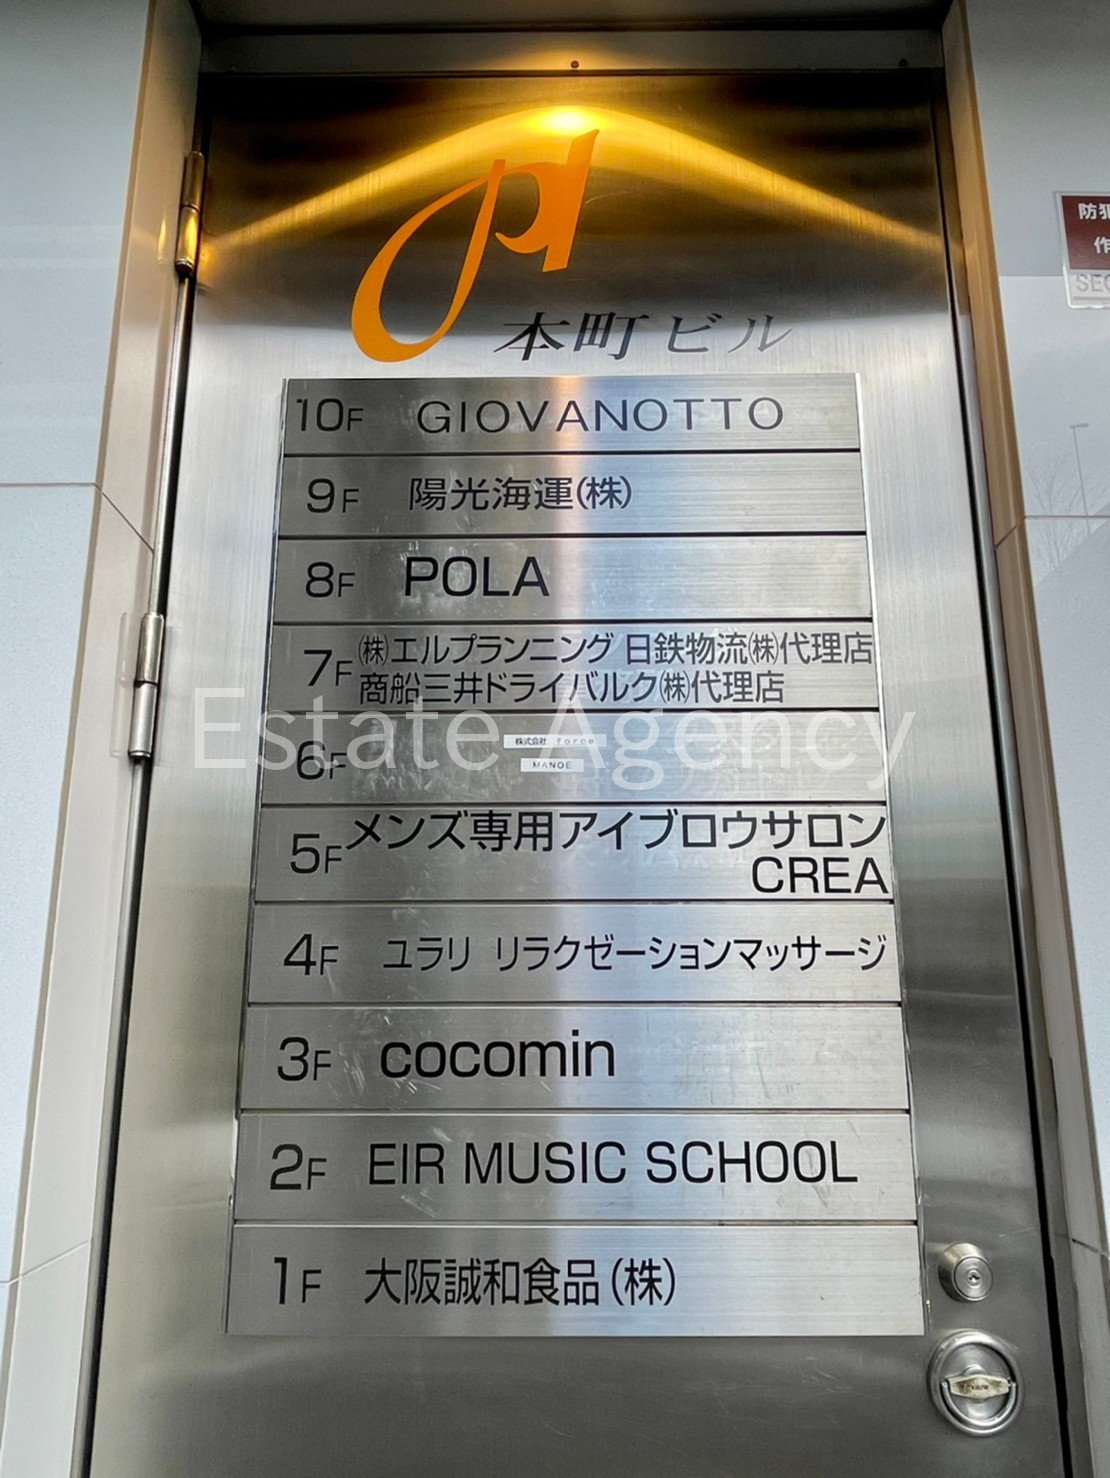 本町ビル
10F GIOVANOTTO
9F 陽光海運(株)
8F POLA
7F ㈱エルプランニング 日鉄物流㈱代理店
商船三井ドライバルク㈱代理店
6F 株式会社 Force
MANOE
5F メンズ専用アイブロウサロン
CREA
4F ユラリ リラクゼーションマッサージ
3F cocomin
2F EIR MUSIC SCHOOL
1F 大阪誠和食品(株)
Estate Agency
防犯
作
SEC